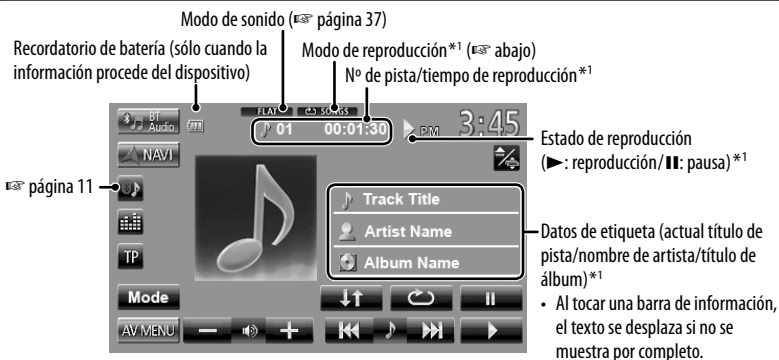 Modo de sonido (☞ página 37)
Recordatorio de batería (sólo cuando la
información procede del dispositivo)
Modo de reproducción*1 (☞ abajo)
Nº de pista/tiempo de reproducción*1
BT
Audio
FLAT
SONGS
01 00:01:30
PM 3:45
NAVI
Estado de reproducción
(►: reproducción/II: pausa)*1
☞ página 11
Track Title
Artist Name
Album Name
TP
Datos de etiqueta (actual título de
pista/nombre de artista/título de
álbum)*1
• Al tocar una barra de información,
el texto se desplaza si no se
muestra por completo.
Mode
AV MENU